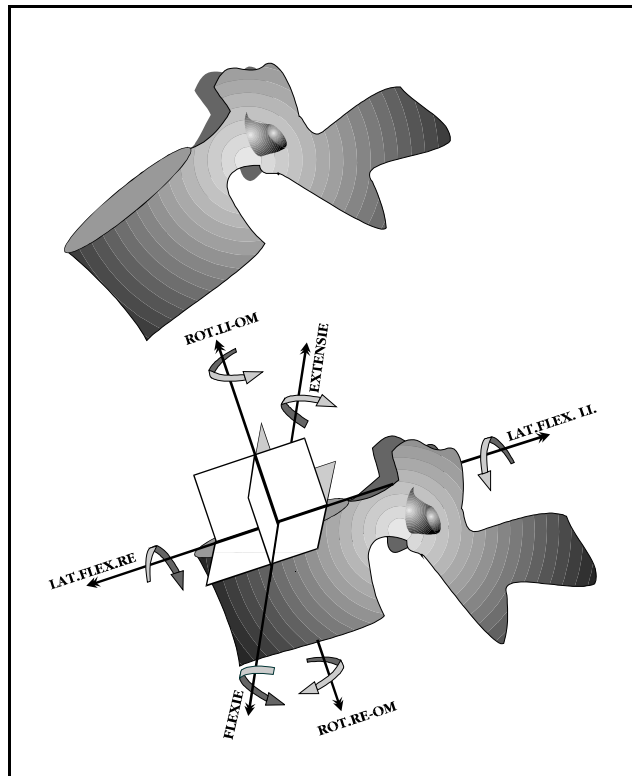 ROT.LI-OM
EXTENSIE
LAT.FLEX. LI.
LAT.FLEX.RE
FLEXIE
ROT.RE-OM